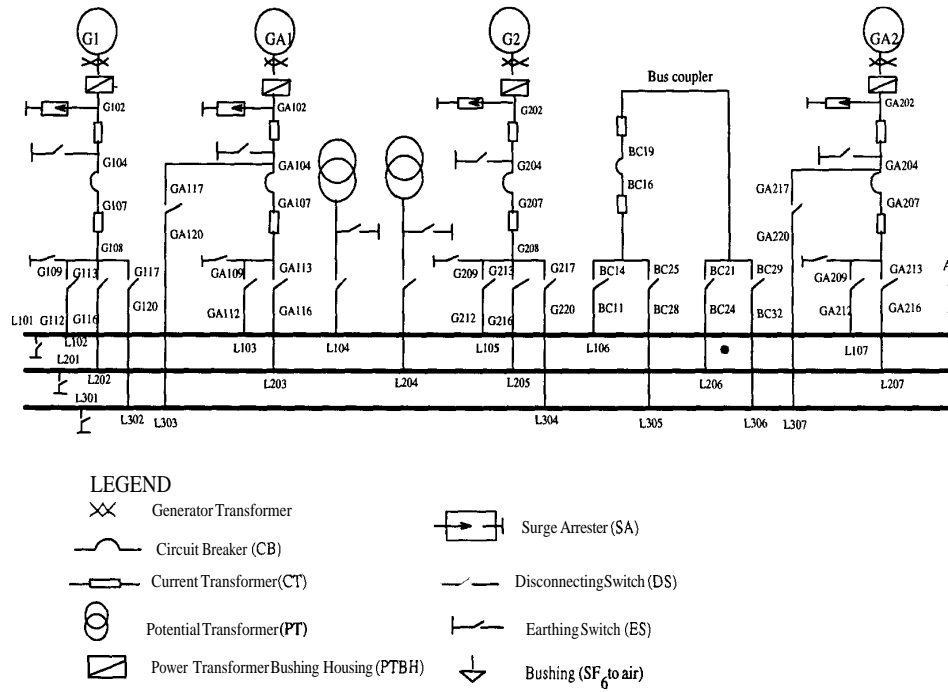 G1
GA1
G2
GA2
Bus coupler
G102
GA102
G202
GA202
G104
GA104
G204
BC19
GA204
G107
GA117
GA107
G207
BC16
GA217
GA207
G108
GA120
G208
GA220
G109
G113
G117
GA109
GA113
G209
G213
G217
BC14
BC25
BC21
BC29
GA209
GA213
A
L101
G112
G116
G120
GA112
GA116
G212
G216
G220
BC11
BC28
BC24
BC32
GA212
GA216
L102
L103
L104
L105
L106
L107
L201
L202
L203
L204
L205
L206
L207
L301
L302
L303
L304
L305
L306
L307
LEGEND
Generator Transformer
Surge Arrester (SA)
Circuit Breaker (CB)
Current Transformer (CT)
Disconnecting Switch (DS)
Potential Transformer (PT)
Earthing Switch (ES)
Power Transformer Bushing Housing (PTBH)
Bushing (SF6 to air)